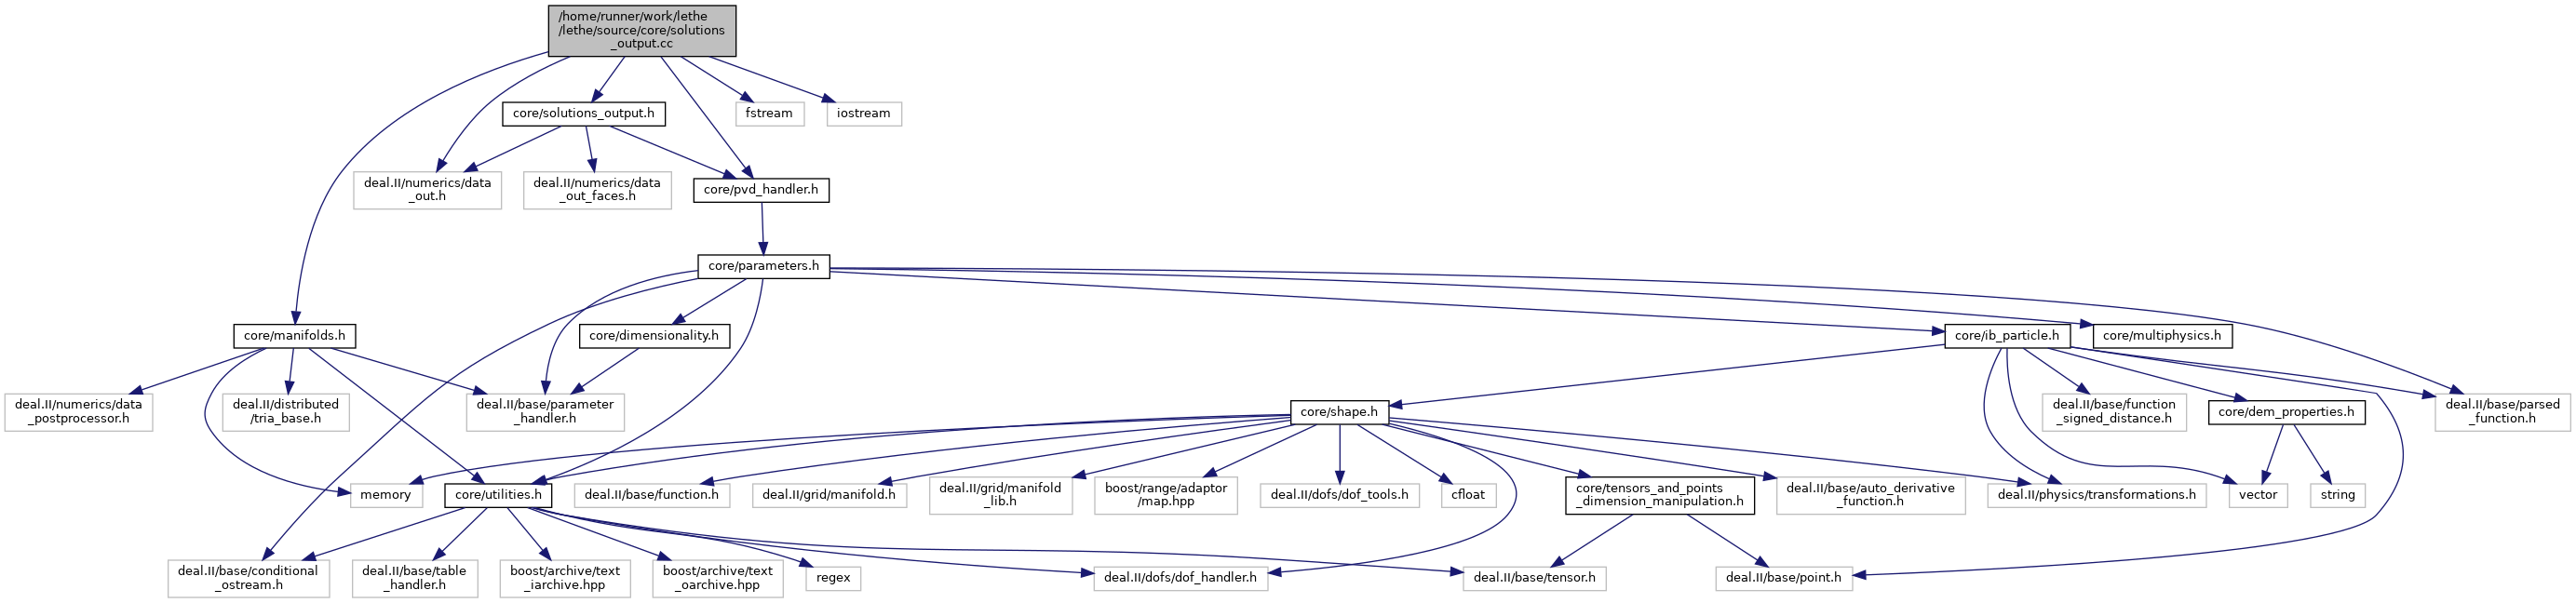 /home/runner/work/lethe
/lethe/source/core/solutions
_output.cc
core/solutions_output.h
fstream
iostream
deal.II/numerics/data
_out.h
deal.II/numerics/data
_out_faces.h
core/pvd_handler.h
core/parameters.h
core/manifolds.h
core/dimensionality.h
core/ib_particle.h
core/multiphysics.h
deal.II/numerics/data
_postprocessor.h
deal.II/distributed
/tria_base.h
deal.II/base/parameter
_handler.h
core/shape.h
deal.II/base/function
_signed_distance.h
core/dem_properties.h
deal.II/base/parsed
_function.h
memory
core/utilities.h
deal.II/base/function.h
deal.II/grid/manifold.h
deal.II/grid/manifold
_lib.h
boost/range/adaptor
/map.hpp
deal.II/dofs/dof_tools.h
cfloat
core/tensors_and_points
_dimension_manipulation.h
deal.II/base/auto_derivative
_function.h
deal.II/physics/transformations.h
vector
string
deal.II/base/conditional
_ostream.h
deal.II/base/table
_handler.h
boost/archive/text
_iarchive.hpp
boost/archive/text
_oarchive.hpp
regex
deal.II/dofs/dof_handler.h
deal.II/base/tensor.h
deal.II/base/point.h